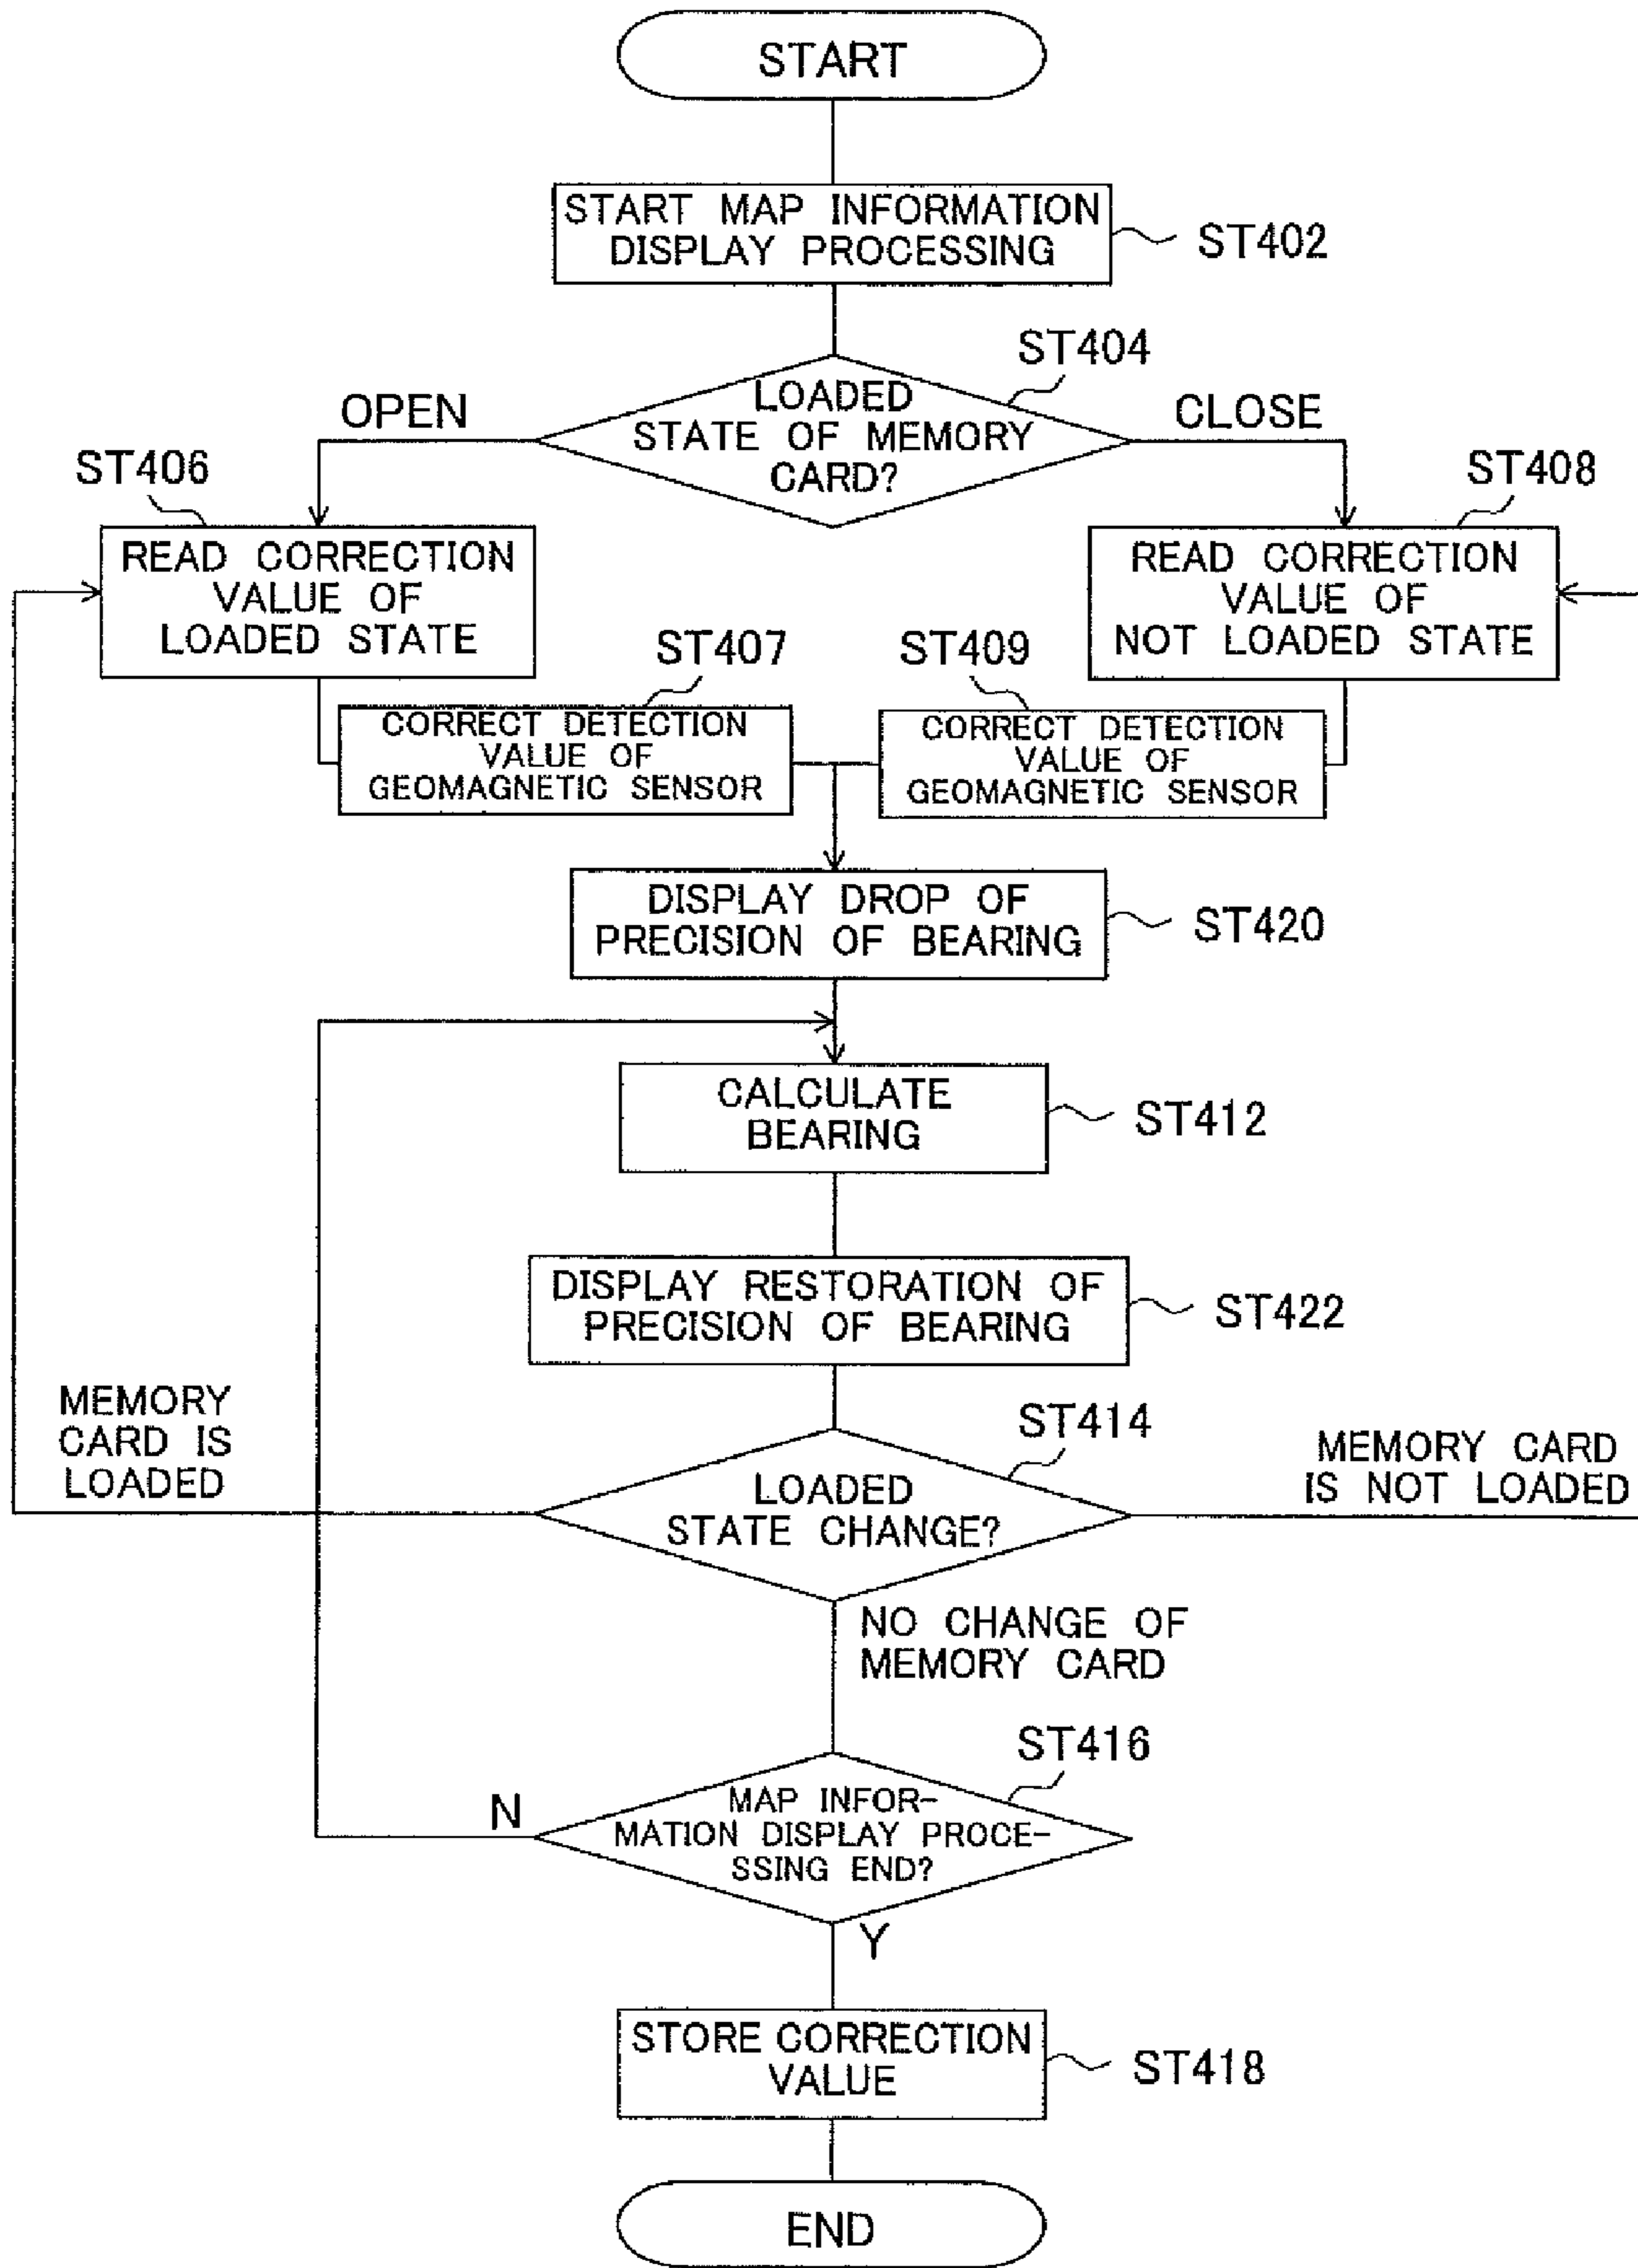 START
START MAP INFORMATION
DISPLAY PROCESSING
ST402
ST404
LOADED
STATE OF MEMORY
CARD?
OPEN
CLOSE
ST406
ST408
READ CORRECTION
VALUE OF
LOADED STATE
READ CORRECTION
VALUE OF
NOT LOADED STATE
ST407
ST409
CORRECT DETECTION
VALUE OF
GEOMAGNETIC SENSOR
CORRECT DETECTION
VALUE OF
GEOMAGNETIC SENSOR
DISPLAY DROP OF
PRECISION OF BEARING
ST420
CALCULATE
BEARING
ST412
DISPLAY RESTORATION OF
PRECISION OF BEARING
ST422
MEMORY
CARD IS
LOADED
ST414
LOADED
STATE CHANGE?
MEMORY CARD
IS NOT LOADED
NO CHANGE OF
MEMORY CARD
ST416
N
MAP INFOR-
MATION DISPLAY PROCE-
SSING END?
Y
STORE CORRECTION
VALUE
ST418
END